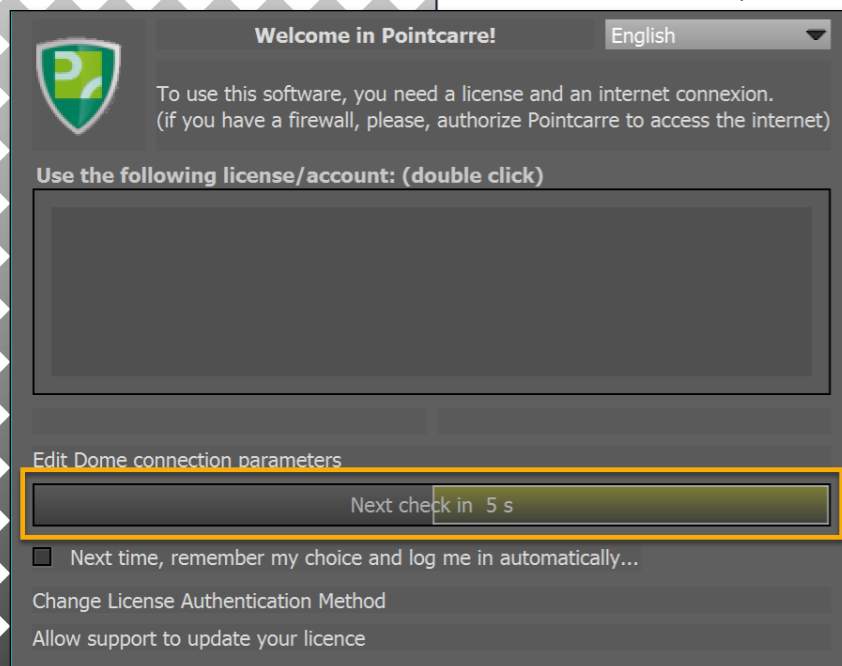 Welcome in Pointcarre!
English
To use this software, you need a license and an internet connexion.
(if you have a firewall, please, authorize Pointcarre to access the internet)
Use the following license/account: (double click)
Edit Dome connection parameters
Next check in 5 s
Next time, remember my choice and log me in automatically...
Change License Authentication Method
Allow support to update your licence